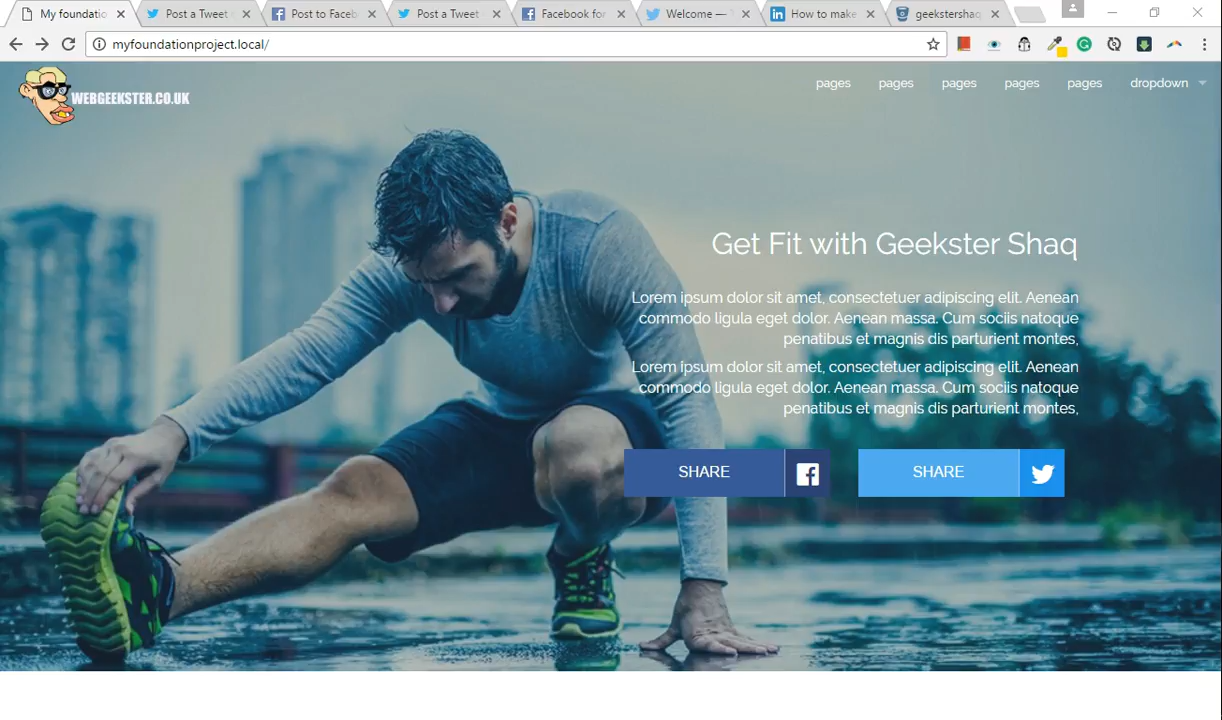 My foundatio
Post a Tweet
Post to Faceb
Post a Tweet
Facebook for
Welcome —
How to make
geekstershaq
myfoundationproject.local/
WEBGEEKSTER.CO.UK
pages
pages
pages
pages
pages
dropdown
Get Fit with Geekster Shaq
Lorem ipsum dolor sit amet, consectetuer adipiscing elit. Aenean
commodo ligula eget dolor. Aenean massa. Cum sociis natoque
penatibus et magnis dis parturient montes,
Lorem ipsum dolor sit amet, consectetuer adipiscing elit. Aenean
commodo ligula eget dolor. Aenean massa. Cum sociis natoque
penatibus et magnis dis parturient montes,
SHARE
SHARE